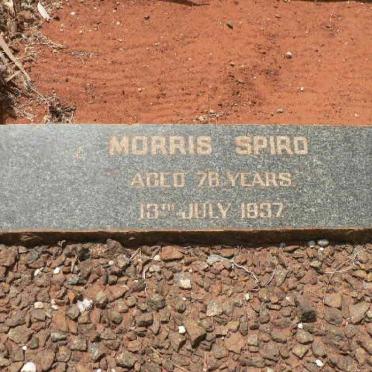 MORRIS SPIRO
AGED 76 YEARS
13TH JULY 1937